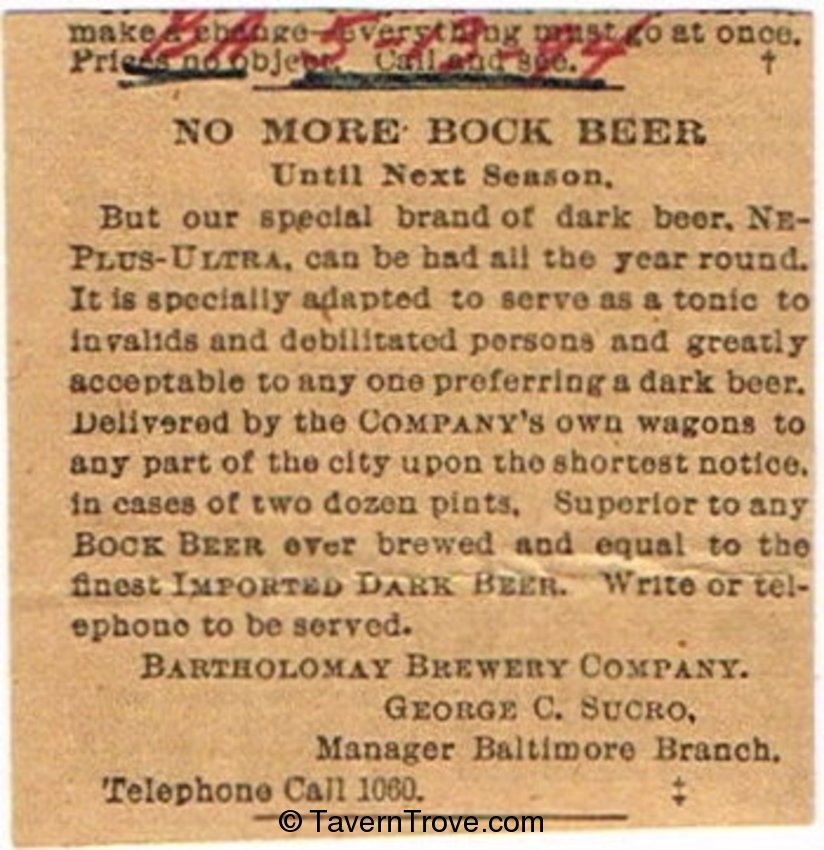 make a change—everything must go at once.
Prices no object. Call and see. †
BA 5-13-94
NO MORE BOCK BEER
Until Next Season.
But our special brand of dark beer, NE-
PLUS-ULTRA, can be had all the year round.
It is specially adapted to serve as a tonic to
invalids and debilitated persons and greatly
acceptable to any one preferring a dark beer.
Delivered by the COMPANY'S own wagons to
any part of the city upon the shortest notice,
in cases of two dozen pints. Superior to any
BOCK BEER ever brewed and equal to the
finest IMPORTED DARK BEER. Write or tel-
ephone to be served.
BARTHOLOMAY BREWERY COMPANY.
GEORGE C. SUCRO,
Manager Baltimore Branch.
Telephone Call 1060. ‡
© TavernTrove.com